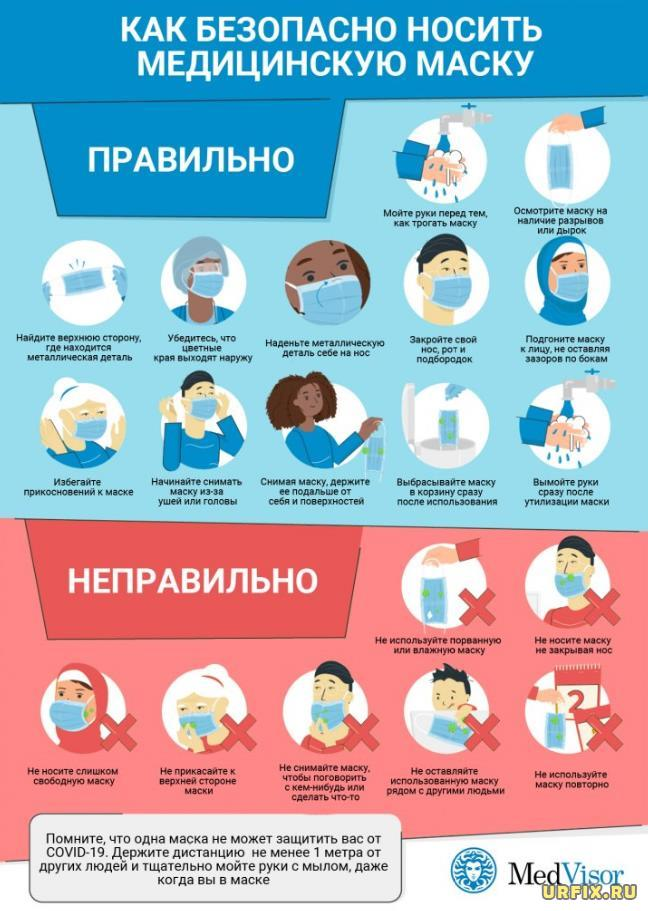 КАК БЕЗОПАСНО НОСИТЬ
МЕДИЦИНСКУЮ МАСКУ
ПРАВИЛЬНО
Мойте руки перед тем,
как трогать маску
Осмотрите маску на
наличие разрывов
или дырок
Найдите верхнюю сторону,
где находится
металлическая деталь
Убедитесь, что
цветные
края выходят наружу
Наденьте металлическую
деталь себе на нос
Закройте свой
нос, рот и
подбородок
Подгоните маску
к лицу, не оставляя
зазоров по бокам
Избегайте
прикосновений к маске
Начинайте снимать
маску из-за
ушей или головы
Снимая маску, держите
ее подальше от
себя и поверхностей
Выбрасывайте маску
в корзину сразу
после использования
Вымойте руки
сразу после
утилизации маски
НЕПРАВИЛЬНО
Не используйте порванную
или влажную маску
Не носите маску
не закрывая нос
Не носите слишком
свободную маску
Не прикасайте к
верхней стороне
маски
Не снимайте маску,
чтобы поговорить
с кем-нибудь или
сделать что-то
Не оставляйте
использованную маску
рядом с другими людьми
2
Не используйте
маску повторно
Помните, что одна маска не может защитить вас от
COVID-19. Держите дистанцию не менее 1 метра от
других людей и тщательно мойте руки с мылом, даже
когда вы в маске
MedVisor
URFIX.RU